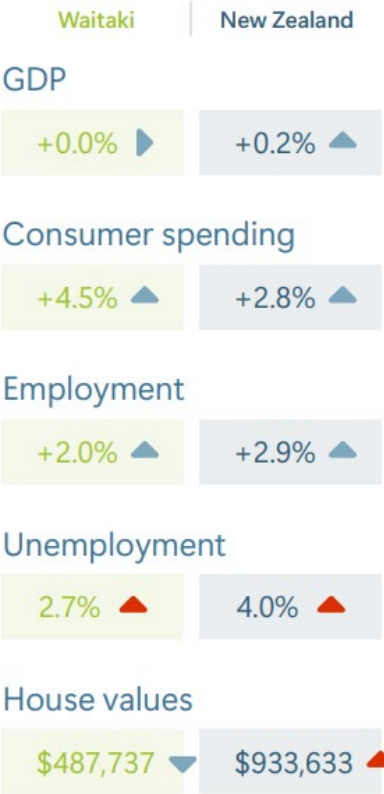 Waitaki New Zealand
GDP
+0.0% +0.2%
Consumer spending
+4.5% +2.8%
Employment
+2.0% +2.9%
Unemployment
2.7% 4.0%
House values
$487,737 $933,633